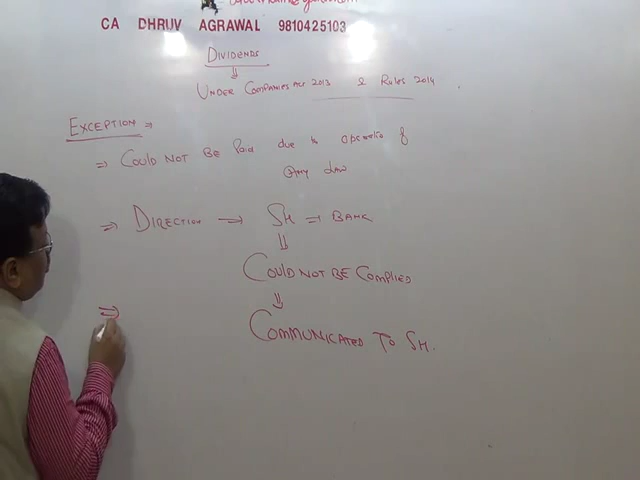 CA DHRUV AGRAWAL 9810425103
DIVIDENDS
⇓
UNDER COMPANIES ACT 2013 & Rules 2014.
EXCEPTION ⇒
⇒ COULD NOT BE Paid due to operatio of
Any Law
⇒ DIRECTION → SH ⇒ BANK
⇓
COULD NOT BE COMPLIED
⇓
COMMUNICATED TO SH.
⇒